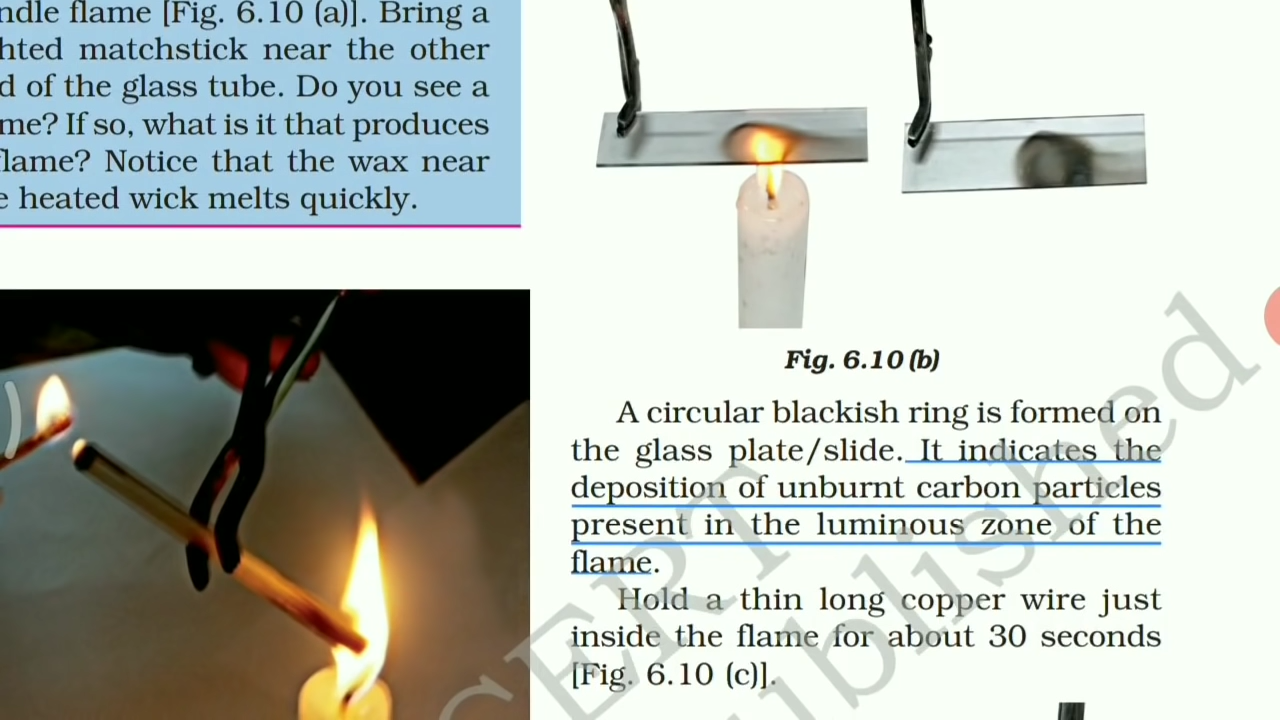 ndle flame [Fig. 6.10 (a)]. Bring a
hted matchstick near the other
d of the glass tube. Do you see a
me? If so, what is it that produces
flame? Notice that the wax near
e heated wick melts quickly.
Fig. 6.10 (b)
A circular blackish ring is formed on
the glass plate/slide. It indicates the
deposition of unburnt carbon particles
present in the luminous zone of the
flame.
Hold a thin long copper wire just
inside the flame for about 30 seconds
[Fig. 6.10 (c)].
CERT
ublished